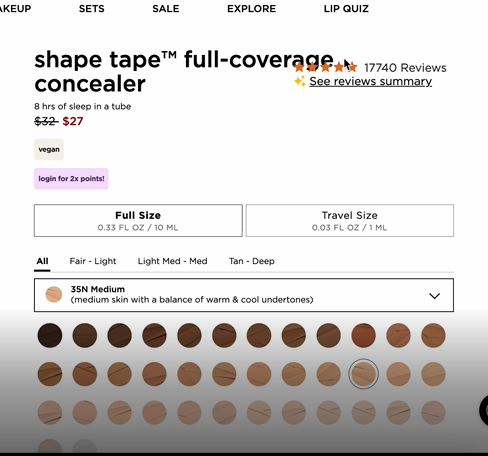 AKEUP SETS SALE EXPLORE LIP QUIZ
shape tape™ full-coverage
concealer
17740 Reviews
See reviews summary
8 hrs of sleep in a tube
$32 $27
vegan
login for 2x points!
Full Size
0.33 FL OZ / 10 ML
Travel Size
0.03 FL OZ / 1 ML
All Fair - Light Light Med - Med Tan - Deep
35N Medium
(medium skin with a balance of warm & cool undertones)